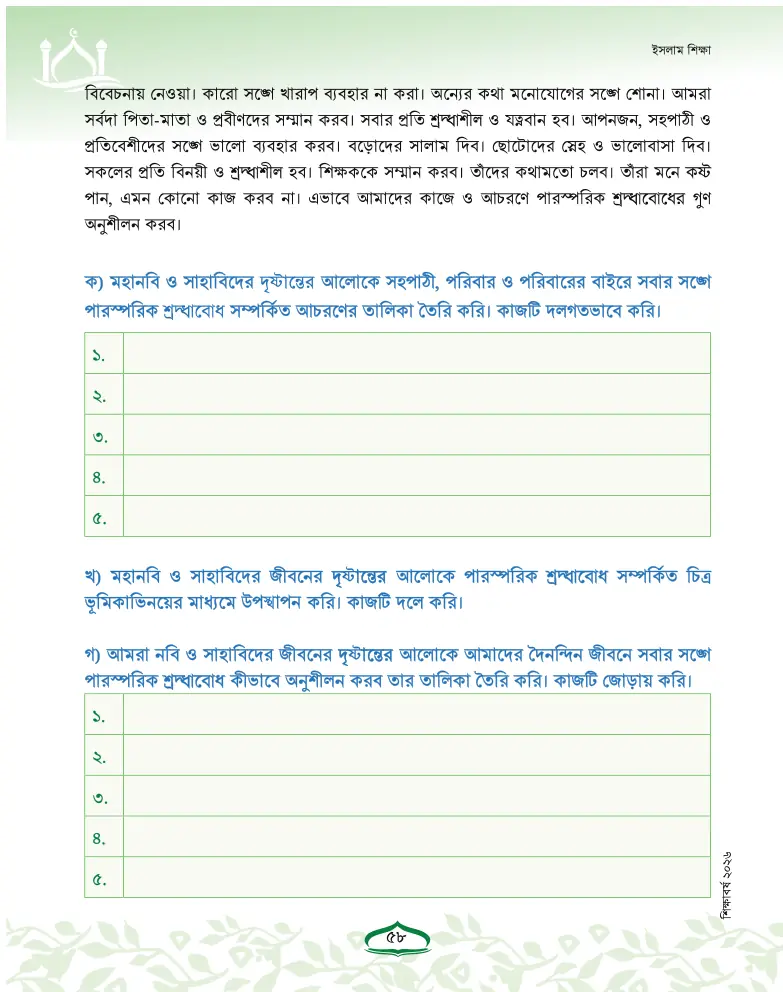 ইসলাম শিক্ষা
বিবেচনায় নেওয়া। কারো সঙ্গে খারাপ ব্যবহার না করা। অন্যের কথা মনোযোগের সঙ্গে শোনা। আমরা
সর্বদা পিতা-মাতা ও প্রবীণদের সম্মান করব। সবার প্রতি শ্রদ্ধাশীল ও যত্নবান হব। আপনজন, সহপাঠী ও
প্রতিবেশীদের সঙ্গে ভালো ব্যবহার করব। বড়োদের সালাম দিব। ছোটোদের স্নেহ ও ভালোবাসা দিব।
সকলের প্রতি বিনয়ী ও শ্রদ্ধাশীল হব। শিক্ষককে সম্মান করব। তাঁদের কথামতো চলব। তাঁরা মনে কষ্ট
পান, এমন কোনো কাজ করব না। এভাবে আমাদের কাজে ও আচরণে পারস্পরিক শ্রদ্ধাবোধের গুণ
অনুশীলন করব।
ক) মহানবি ও সাহাবিদের দৃষ্টান্তের আলোকে সহপাঠী, পরিবার ও পরিবারের বাইরে সবার সঙ্গে
পারস্পরিক শ্রদ্ধাবোধ সম্পর্কিত আচরণের তালিকা তৈরি করি। কাজটি দলগতভাবে করি।
১.
২.
৩.
৪.
৫.
খ) মহানবি ও সাহাবিদের জীবনের দৃষ্টান্তের আলোকে পারস্পরিক শ্রদ্ধাবোধ সম্পর্কিত চিত্র
ভূমিকাভিনয়ের মাধ্যমে উপস্থাপন করি। কাজটি দলে করি।
গ) আমরা নবি ও সাহাবিদের জীবনের দৃষ্টান্তের আলোকে আমাদের দৈনন্দিন জীবনে সবার সঙ্গে
পারস্পরিক শ্রদ্ধাবোধ কীভাবে অনুশীলন করব তার তালিকা তৈরি করি। কাজটি জোড়ায় করি।
১.
২.
৩.
৪.
৫.
শিক্ষাবর্ষ ২০২৬
৫৮